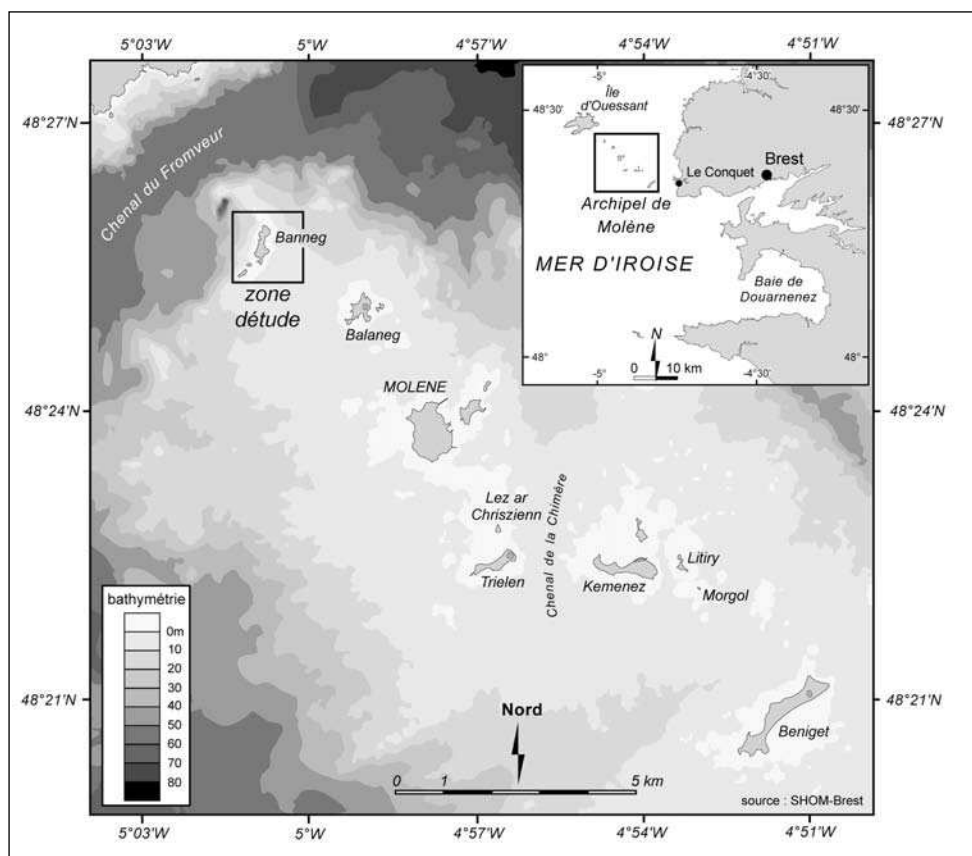 5°03'W 5°W 4°57'W 4°54'W 4°51'W
48°27'N
48°24'N
48°21'N
Chenal du Fromveur
Banneg
zone
détude
Balaneg
MOLENE
Lez ar
Chriszienn
Trielen
Chenal de la Chimère
Kemenez
Litiry
Morgol
Beniget
-5° -4°30'
48°30' 48°30'
Île
d'Ouessant
Le Conquet
Brest
Archipel de
Molène
MER D'IROISE
Baie de
Douarnenez
N
0 10 km
48° 48°
-5° -4°30'
48°27'N
48°24'N
48°21'N
bathymétrie
0m
10
20
30
40
50
60
70
80
Nord
0 1 5 km
source : SHOM-Brest
5°03'W 5°W 4°57'W 4°54'W 4°51'W